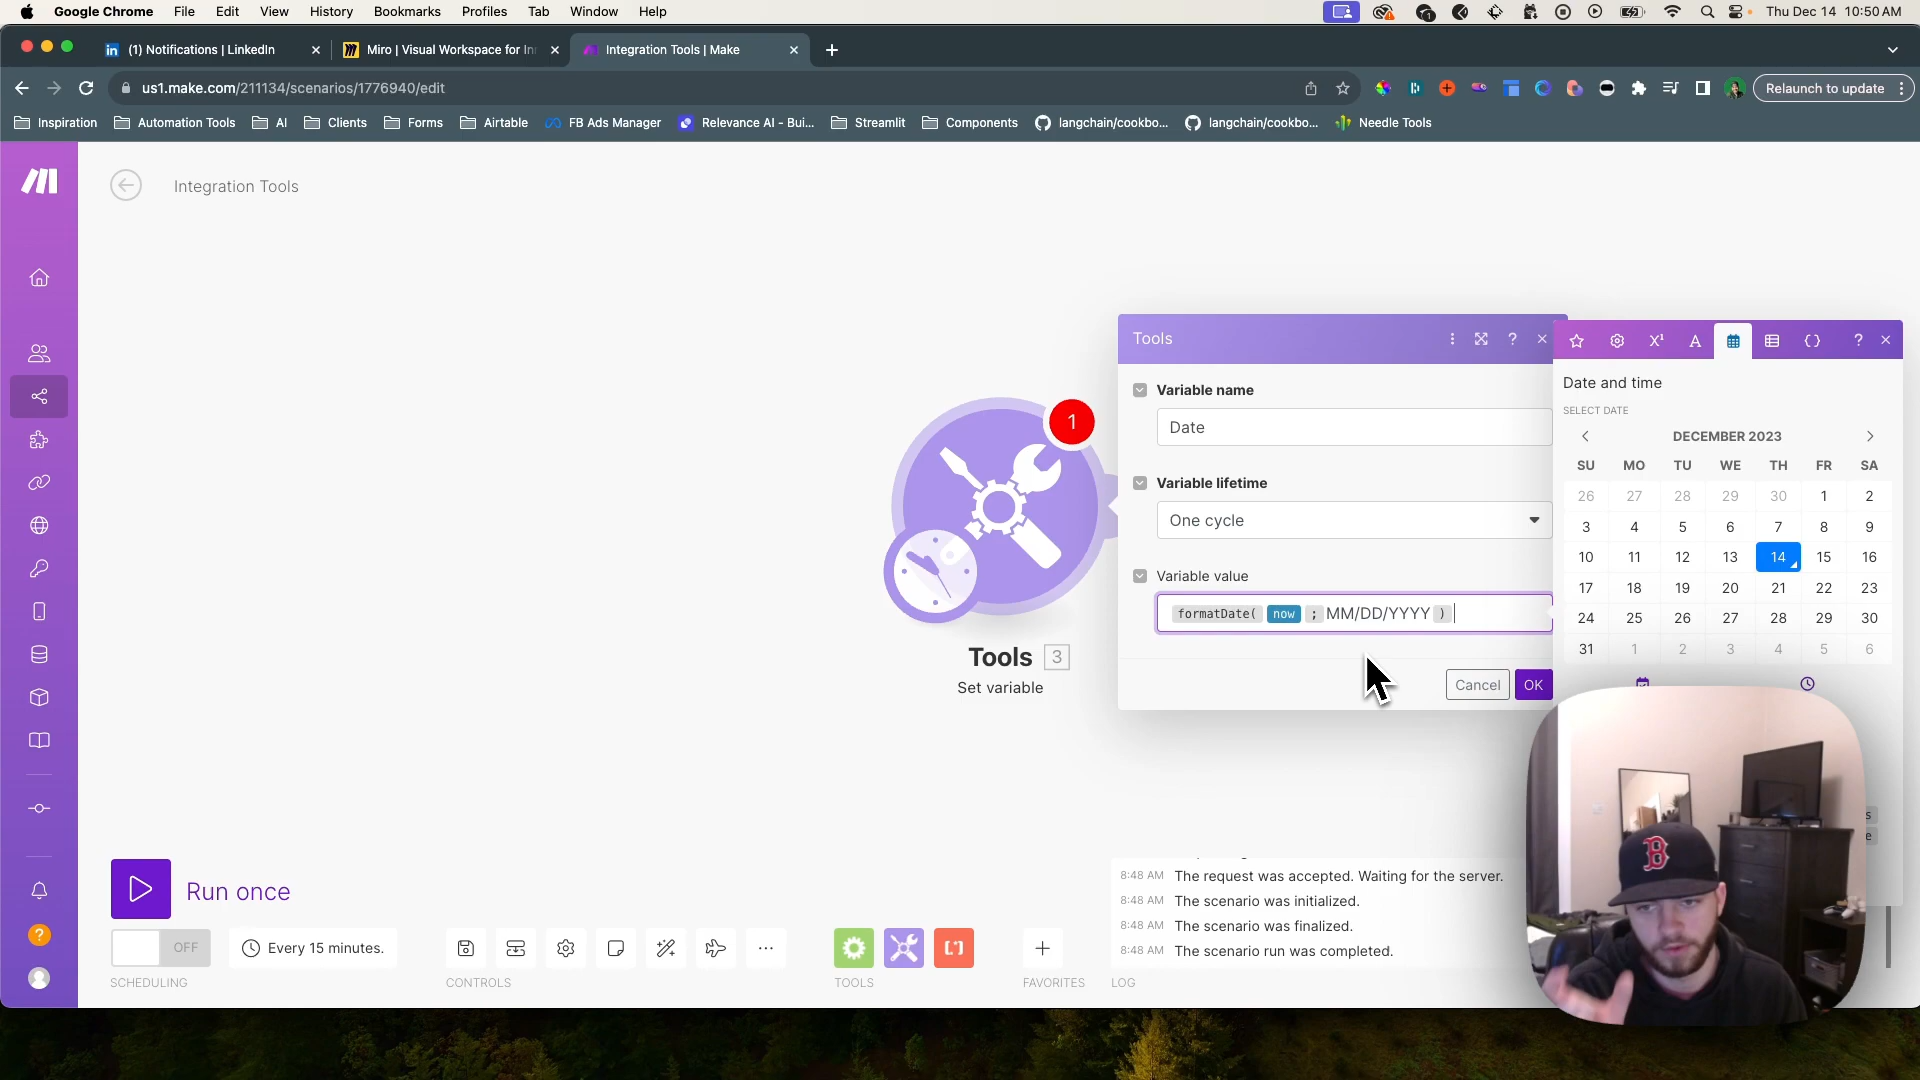 Google Chrome File Edit View History Bookmarks Profiles Tab Window Help Thu Dec 14 10:50 AM
(1) Notifications | LinkedIn
Miro | Visual Workspace for Inn
Integration Tools | Make
us1.make.com/211134/scenarios/1776940/edit
Relaunch to update
Inspiration Automation Tools AI Clients Forms Airtable FB Ads Manager Relevance AI - Bui... Streamlit Components langchain/cookbo... langchain/cookbo... Needle Tools
Integration Tools
1
Tools 3
Set variable
Tools
Variable name
Date
Variable lifetime
One cycle
Variable value
formatDate( now ; MM/DD/YYYY )
Cancel OK
Date and time
SELECT DATE
DECEMBER 2023
SU MO TU WE TH FR SA
26 27 28 29 30 1 2
3 4 5 6 7 8 9
10 11 12 13 14 15 16
17 18 19 20 21 22 23
24 25 26 27 28 29 30
31 1 2 3 4 5 6
s
e
B
Run once
OFF
Every 15 minutes.
SCHEDULING CONTROLS TOOLS FAVORITES LOG
8:48 AM The request was accepted. Waiting for the server.
8:48 AM The scenario was initialized.
8:48 AM The scenario was finalized.
8:48 AM The scenario run was completed.